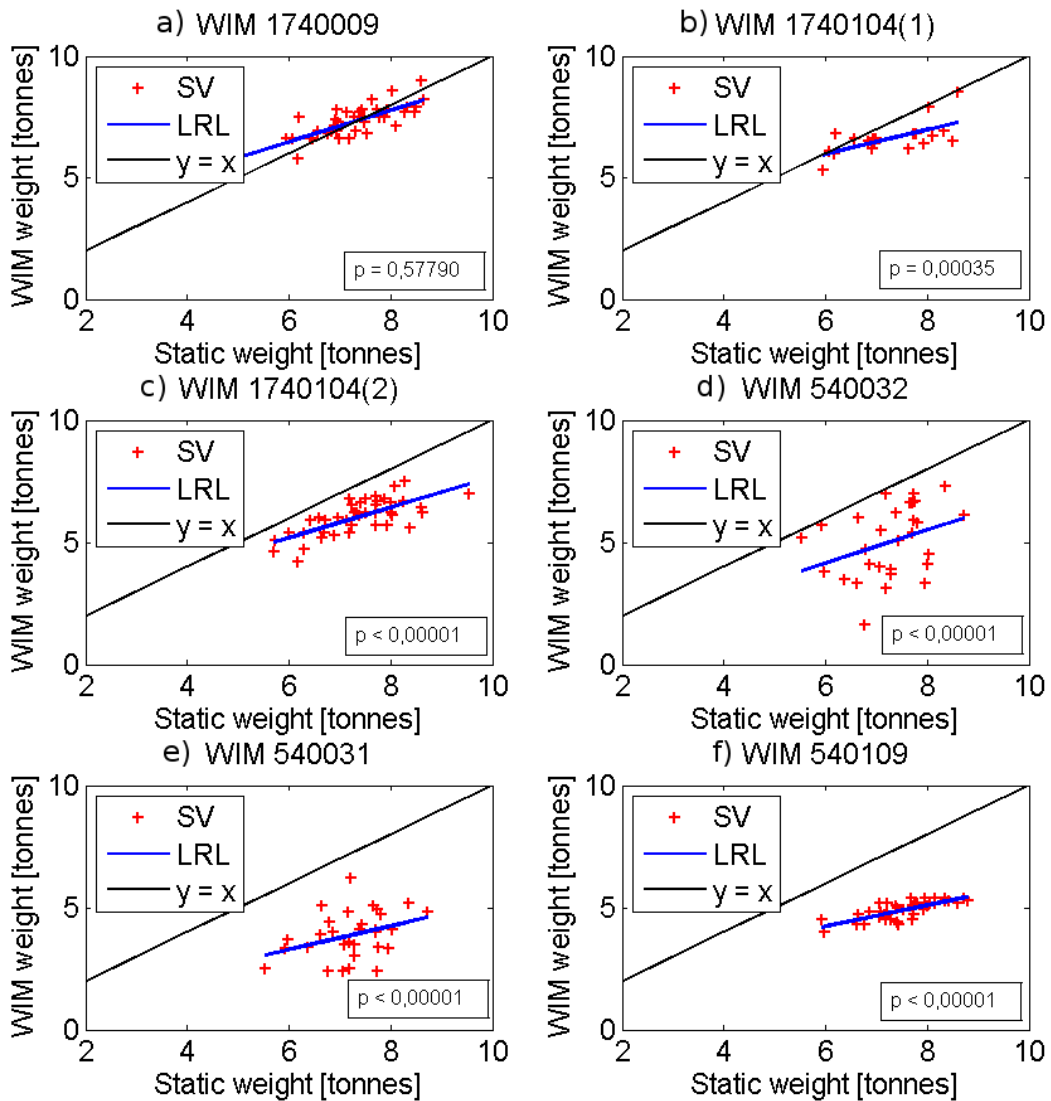 a) WIM 1740009
WIM weight [tonnes]
10
5
0
SV
LRL
y = x
p = 0,57790
2 4 6 8 10
Static weight [tonnes]
b) WIM 1740104(1)
WIM weight [tonnes]
10
5
0
SV
LRL
y = x
p = 0,00035
2 4 6 8 10
Static weight [tonnes]
c) WIM 1740104(2)
WIM weight [tonnes]
10
5
0
SV
LRL
y = x
p < 0,00001
2 4 6 8 10
Static weight [tonnes]
d) WIM 540032
WIM weight [tonnes]
10
5
0
SV
LRL
y = x
p < 0,00001
2 4 6 8 10
Static weight [tonnes]
e) WIM 540031
WIM weight [tonnes]
10
5
0
SV
LRL
y = x
p < 0,00001
2 4 6 8 10
Static weight [tonnes]
f) WIM 540109
WIM weight [tonnes]
10
5
0
SV
LRL
y = x
p < 0,00001
2 4 6 8 10
Static weight [tonnes]